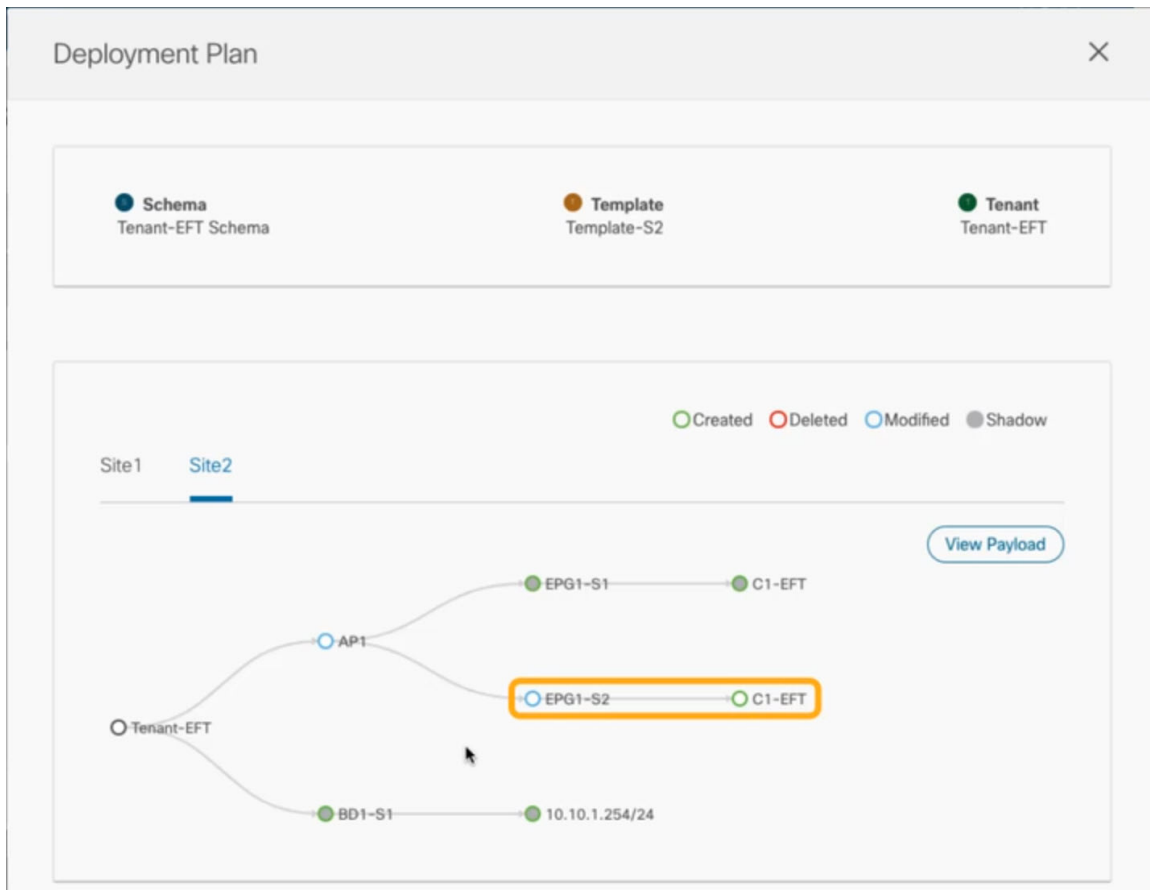 Deployment Plan
Schema
Tenant-EFT Schema
Template
Template-S2
Tenant
Tenant-EFT
Created Deleted Modified Shadow
Site1 Site2
View Payload
EPG1-S1 C1-EFT
AP1
EPG1-S2 C1-EFT
Tenant-EFT
BD1-S1 10.10.1.254/24